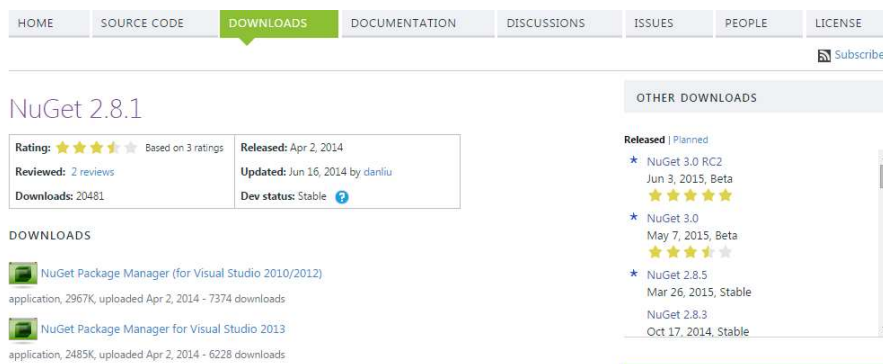 HOME SOURCE CODE DOWNLOADS DOCUMENTATION DISCUSSIONS ISSUES PEOPLE LICENSE
Subscribe
NuGet 2.8.1
Rating: Based on 3 ratings
Reviewed: 2 reviews
Downloads: 20481
Released: Apr 2, 2014
Updated: Jun 16, 2014 by danliu
Dev status: Stable ?
DOWNLOADS
NuGet Package Manager (for Visual Studio 2010/2012)
application, 2967K, uploaded Apr 2, 2014 - 7374 downloads
NuGet Package Manager for Visual Studio 2013
application, 2485K, uploaded Apr 2, 2014 - 6228 downloads
OTHER DOWNLOADS
Released | Planned
* NuGet 3.0 RC2
Jun 3, 2015, Beta
* NuGet 3.0
May 7, 2015, Beta
* NuGet 2.8.5
Mar 26, 2015, Stable
NuGet 2.8.3
Oct 17, 2014, Stable